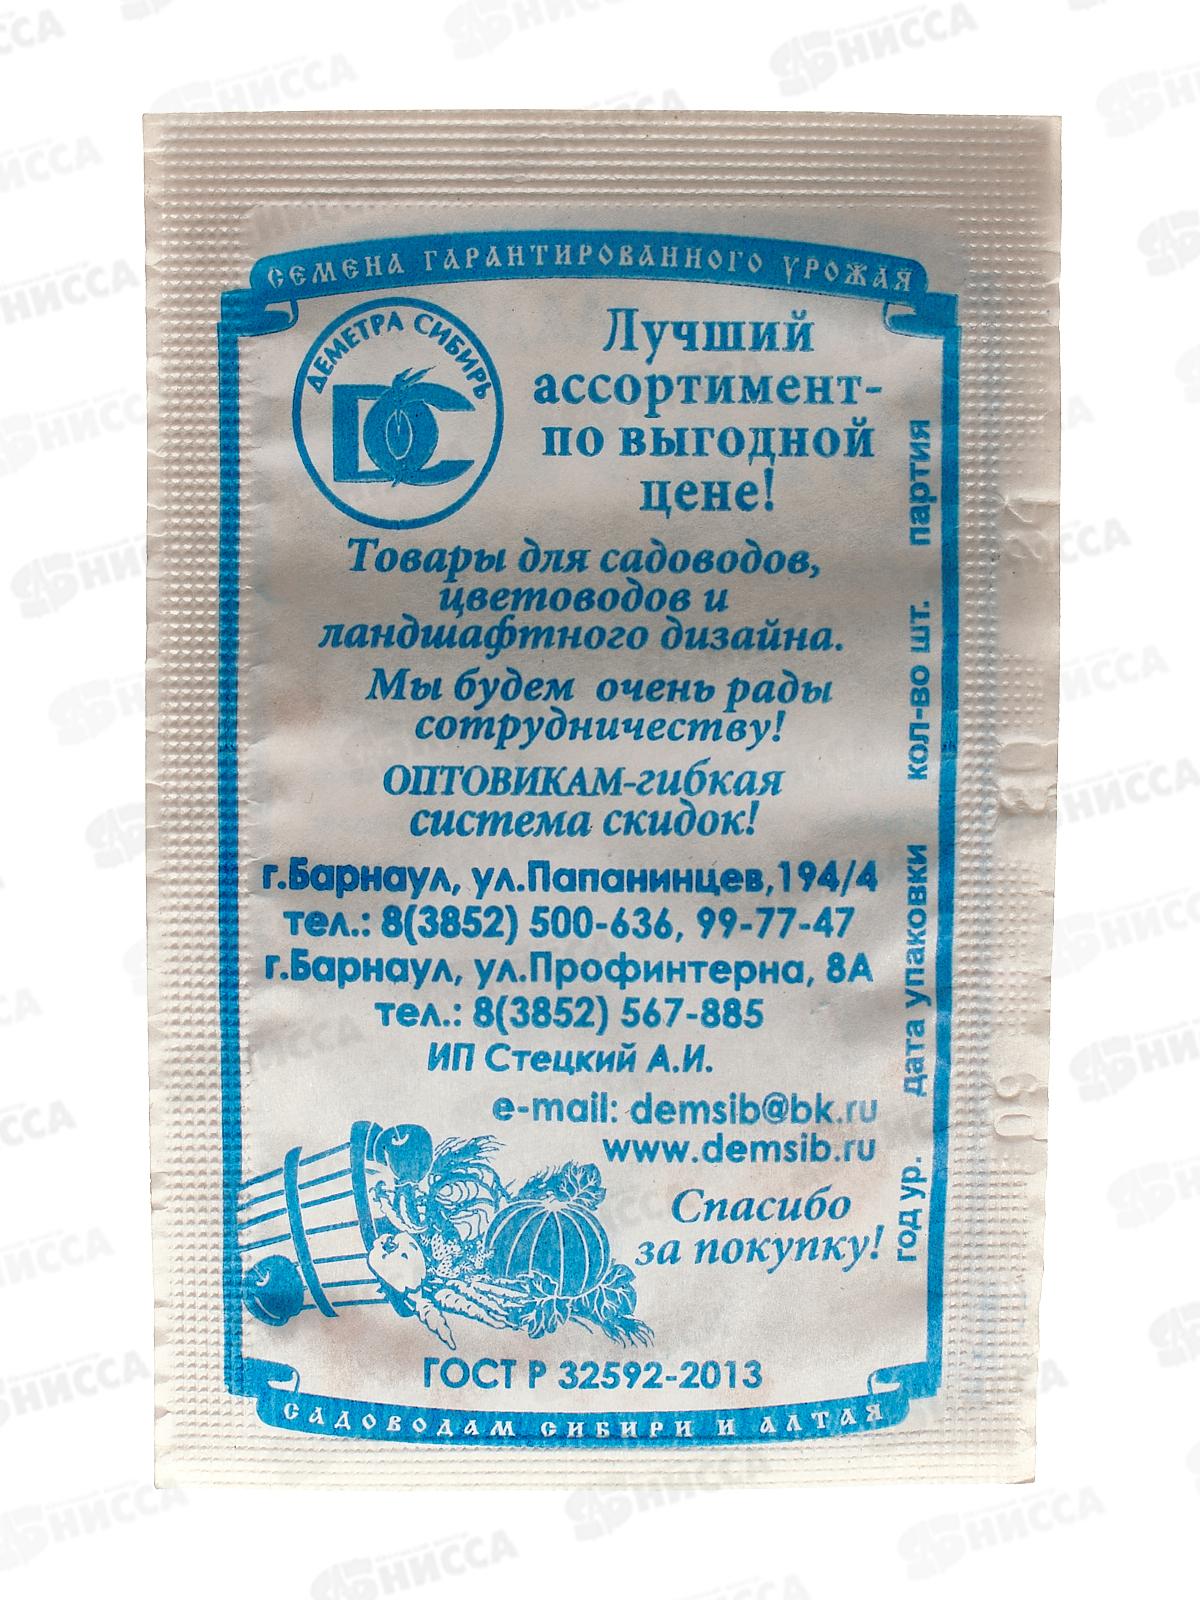 СЕМЕНА ГАРАНТИРОВАННОГО УРОЖАЯ
ДЕМЕТРА СИБИРЬ
ДС
Лучший
ассортимент-
по выгодной
цене!
Товары для садоводов,
цветоводов и
ландшафтного дизайна.
Мы будем очень рады
сотрудничеству!
ОПТОВИКАМ-гибкая
система скидок!
г.Барнаул, ул.Папанинцев,194/4
тел.: 8(3852) 500-636, 99-77-47
г.Барнаул, ул.Профинтерна, 8А
тел.: 8(3852) 567-885
ИП Стецкий А.И.
e-mail: demsib@bk.ru
www.demsib.ru
Спасибо
за покупку!
год ур. дата упаковки кол-во шт. партия
ГОСТ Р 32592-2013
САДОВОДАМ СИБИРИ И АЛТАЯ
НИССА